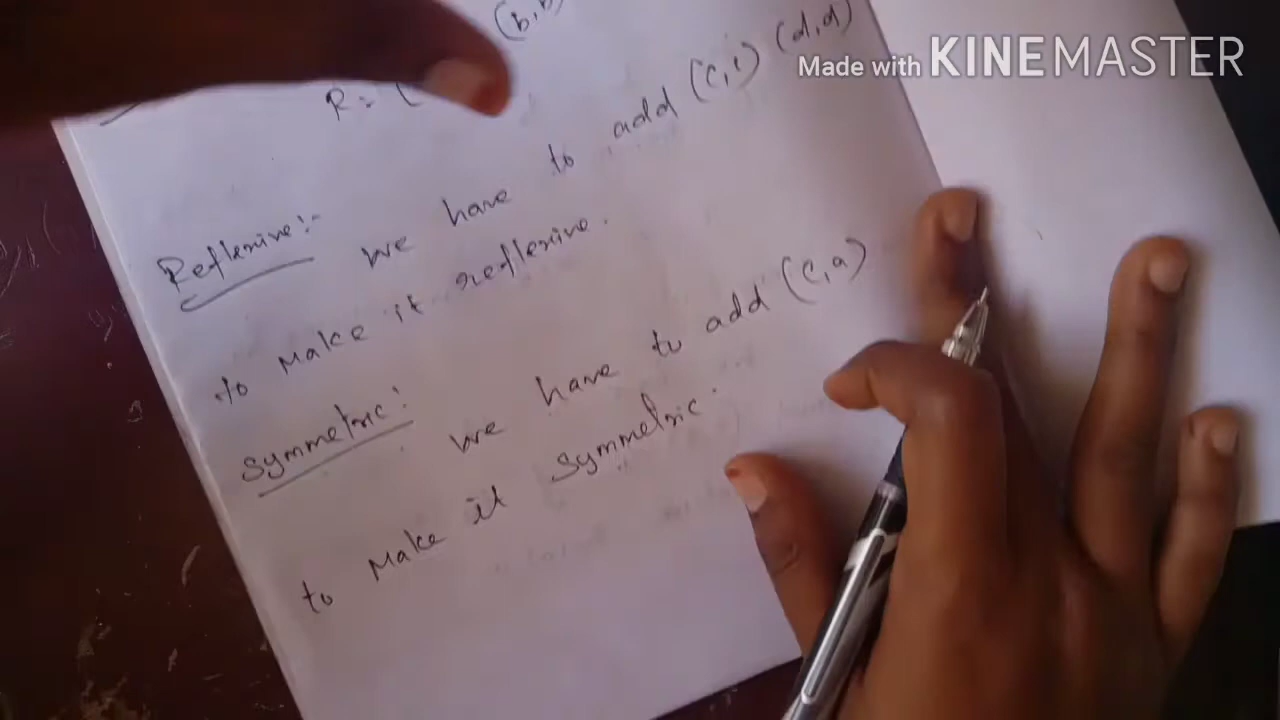 (b,b)
R = (
Reflexive:- we have to add (c,c) (d,d)
to make it reflexive.
Symmetric: we have to add (c,a)
to make it symmetric.
Made with KINEMASTER